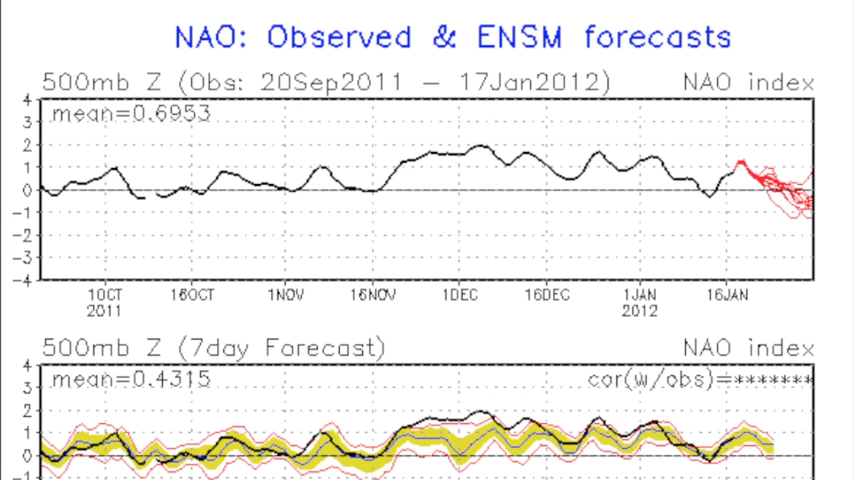 NAO: Observed & ENSM forecasts
500mb Z (Obs: 20Sep2011 – 17Jan2012) NAO index
mean=0.6953
4
3
2
1
0
-1
-2
-3
-4
1OCT 16OCT 1NOV 16NOV 1DEC 16DEC 1JAN 16JAN
2011 2012
500mb Z (7day Forecast) NAO index
mean=0.4315 cor(w/obs)=*******
4
3
2
1
0
-1